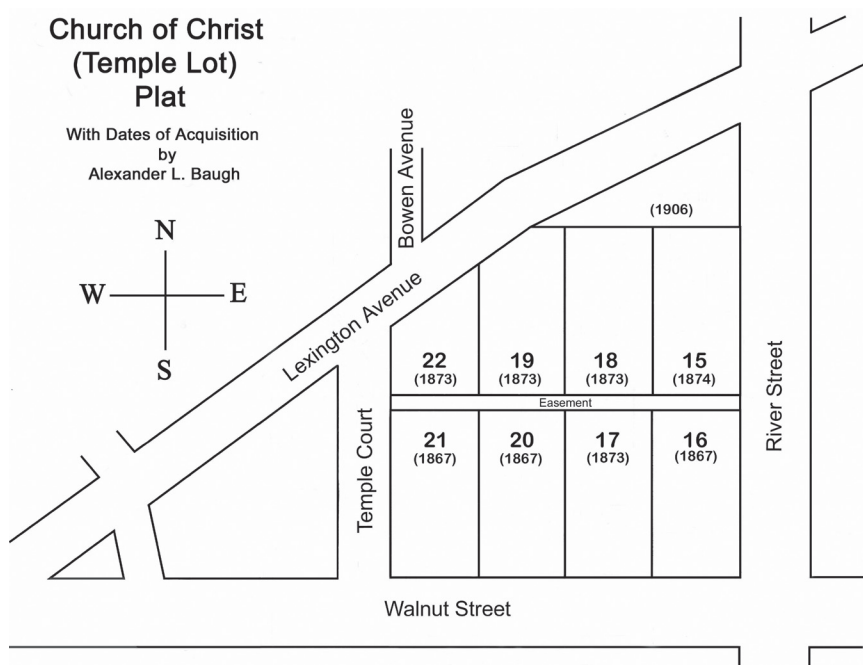 Church of Christ
(Temple Lot)
Plat
With Dates of Acquisition
by
Alexander L. Baugh
N
W
E
S
Bowen Avenue
Lexington Avenue
(1906)
22
19
18
15
(1873)
(1873)
(1873)
(1874)
Easement
21
20
17
16
(1867)
(1867)
(1873)
(1867)
Temple Court
River Street
Walnut Street